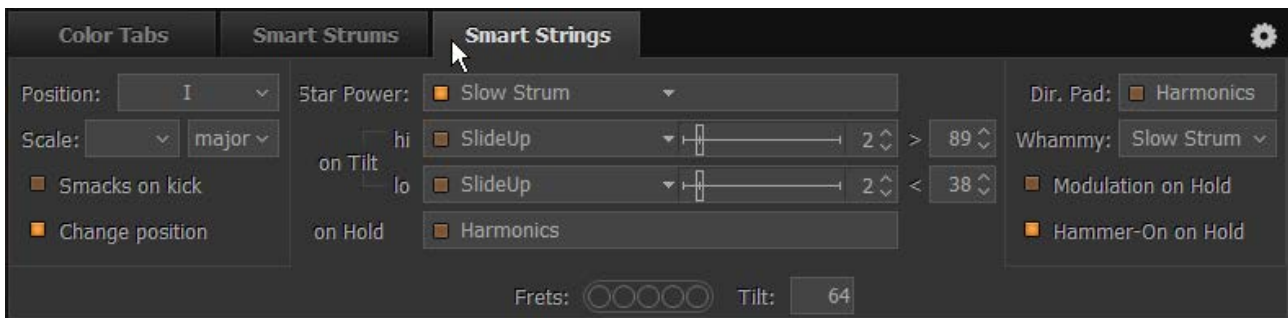 Color Tabs Smart Strums Smart Strings
Position: I Star Power: Slow Strum Dir. Pad: Harmonics
Scale: major hi SlideUp 2 > 89 Whammy: Slow Strum
on Tilt
Smacks on kick lo SlideUp 2 < 38 Modulation on Hold
Change position on Hold Harmonics Hammer-On on Hold
Frets: Tilt: 64